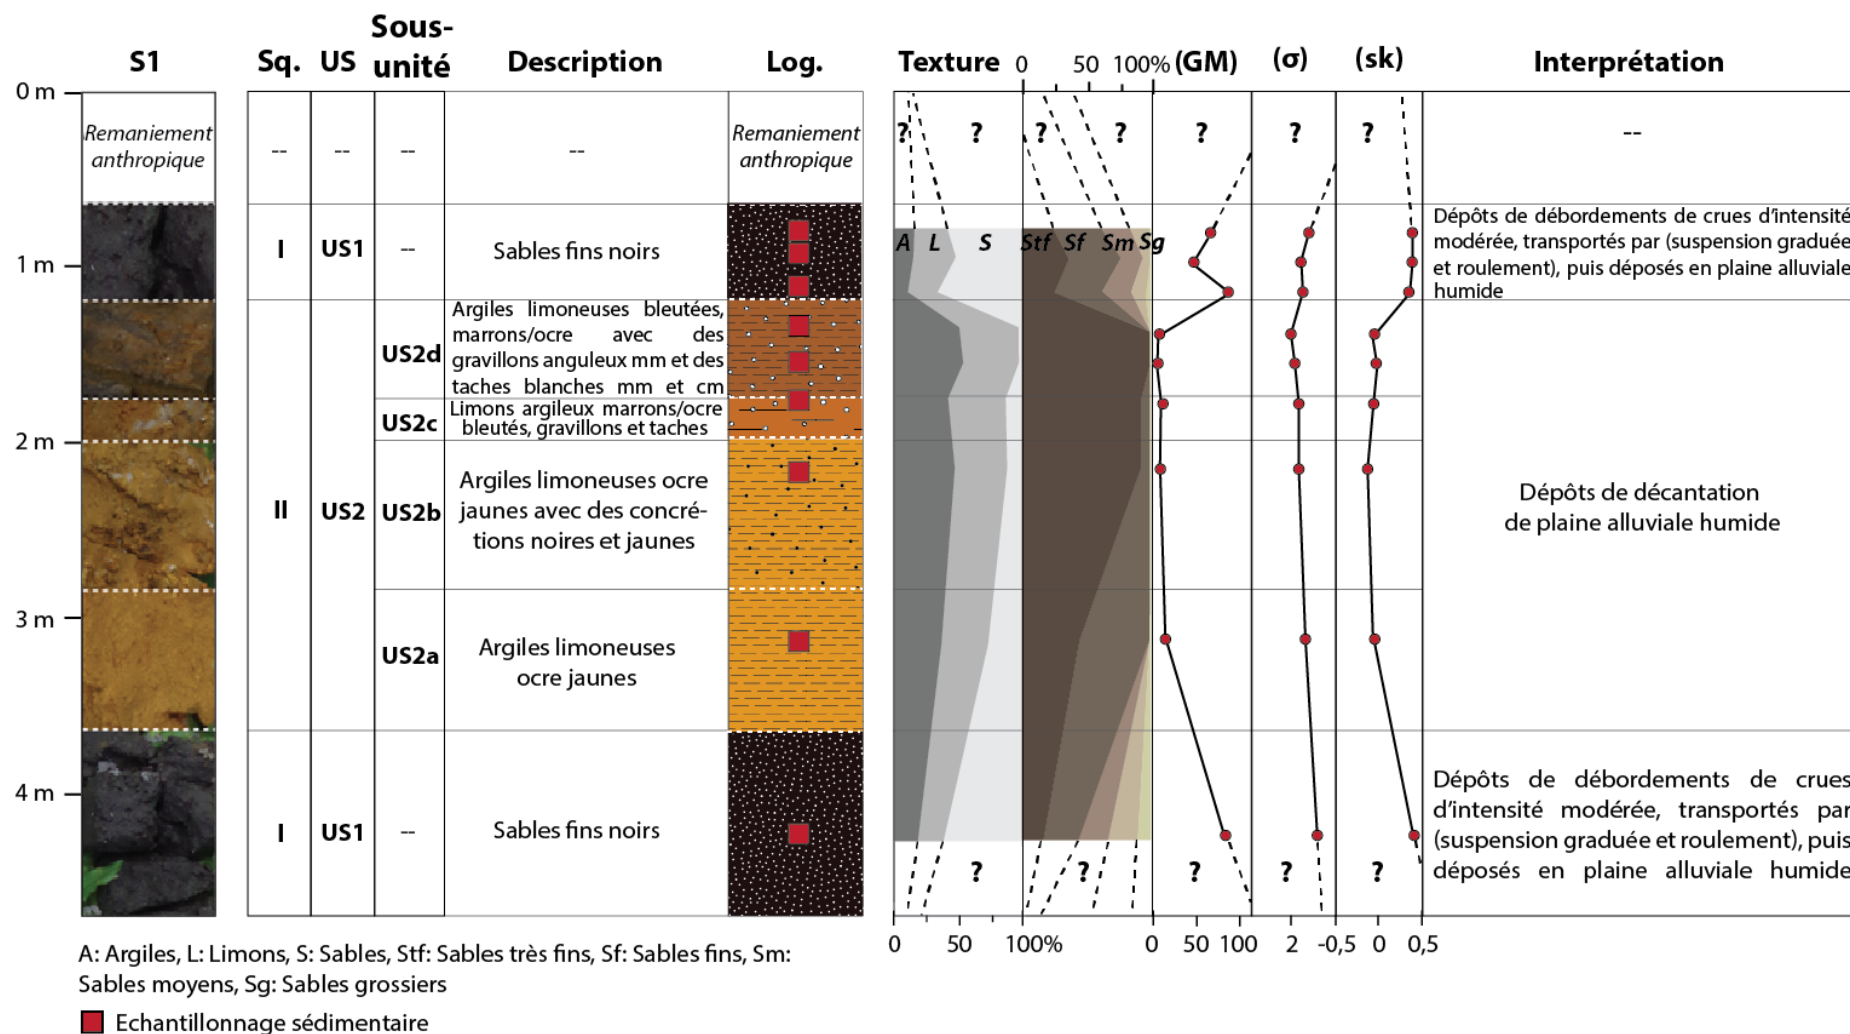 S1 Sq. US Sous-unité Description Log. Texture 0 50 100% (GM) (σ) (sk) Interprétation
0 m
Remaniement
anthropique
-- -- -- --
Remaniement
anthropique
? ? ? ? ? ? ?
--
1 m
I US1 -- Sables fins noirs
A L S Stf Sf Sm Sg
Dépôts de débordements de crues d'intensité
modérée, transportés par (suspension graduée
et roulement), puis déposés en plaine alluviale
humide
US2d
Argiles limoneuses bleutées,
marrons/ocre avec des
gravillons anguleux mm et des
taches blanches mm et cm
US2c
Limons argileux marrons/ocre
bleutés, gravillons et taches
2 m
II US2 US2b
Argiles limoneuses ocre
jaunes avec des concré-
tions noires et jaunes
Dépôts de décantation
de plaine alluviale humide
3 m
US2a
Argiles limoneuses
ocre jaunes
4 m
I US1 -- Sables fins noirs
? ? ? ? ?
Dépôts de débordements de crues
d'intensité modérée, transportés par
(suspension graduée et roulement), puis
déposés en plaine alluviale humide
0 50 100% 0 50 100 2 -0,5 0 0,5
A: Argiles, L: Limons, S: Sables, Stf: Sables très fins, Sf: Sables fins, Sm:
Sables moyens, Sg: Sables grossiers
Echantillonnage sédimentaire